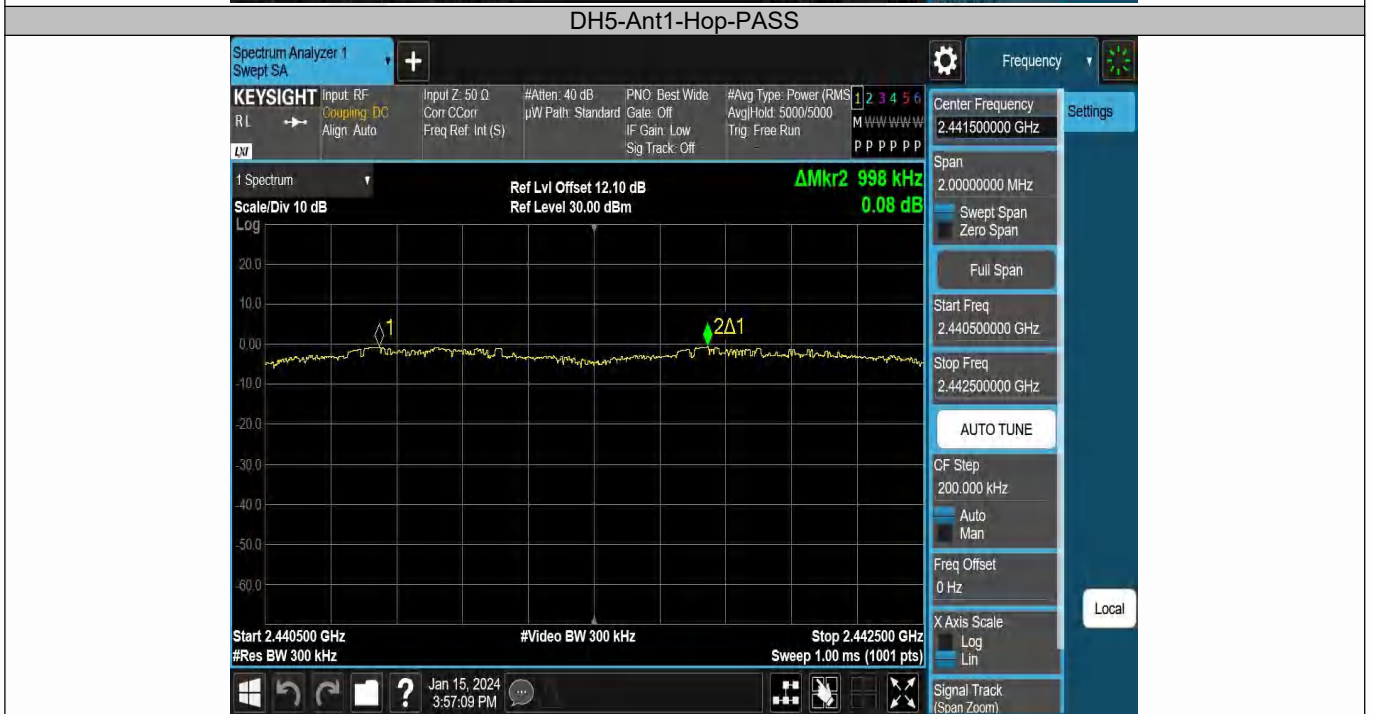 DH5-Ant1-Hop-PASS
Spectrum Analyzer 1
Swept SA
Frequency
KEYSIGHT
RL
LXI
Input: RF
Coupling: DC
Align: Auto
Input Z: 50 Ω
Corr CCorr
Freq Ref: Int (S)
#Atten: 40 dB
µW Path: Standard
PNO: Best Wide
Gate: Off
IF Gain: Low
Sig Track: Off
#Avg Type: Power (RMS
Avg|Hold: 5000/5000
Trig: Free Run
1 2 3 4 5 6
M W W W W W
P P P P P P
Center Frequency
2.441500000 GHz
Settings
Span
2.00000000 MHz
Swept Span
Zero Span
Full Span
Start Freq
2.440500000 GHz
Stop Freq
2.442500000 GHz
AUTO TUNE
CF Step
200.000 kHz
Auto
Man
Freq Offset
0 Hz
X Axis Scale
Log
Lin
Signal Track
(Span Zoom)
Local
1 Spectrum
Scale/Div 10 dB
Log
Ref Lvl Offset 12.10 dB
Ref Level 30.00 dBm
ΔMkr2 998 kHz
0.08 dB
20.0
10.0
0.00
-10.0
-20.0
-30.0
-40.0
-50.0
-60.0
1
2Δ1
Start 2.440500 GHz
#Res BW 300 kHz
#Video BW 300 kHz
Stop 2.442500 GHz
Sweep 1.00 ms (1001 pts)
?
Jan 15, 2024
3:57:09 PM